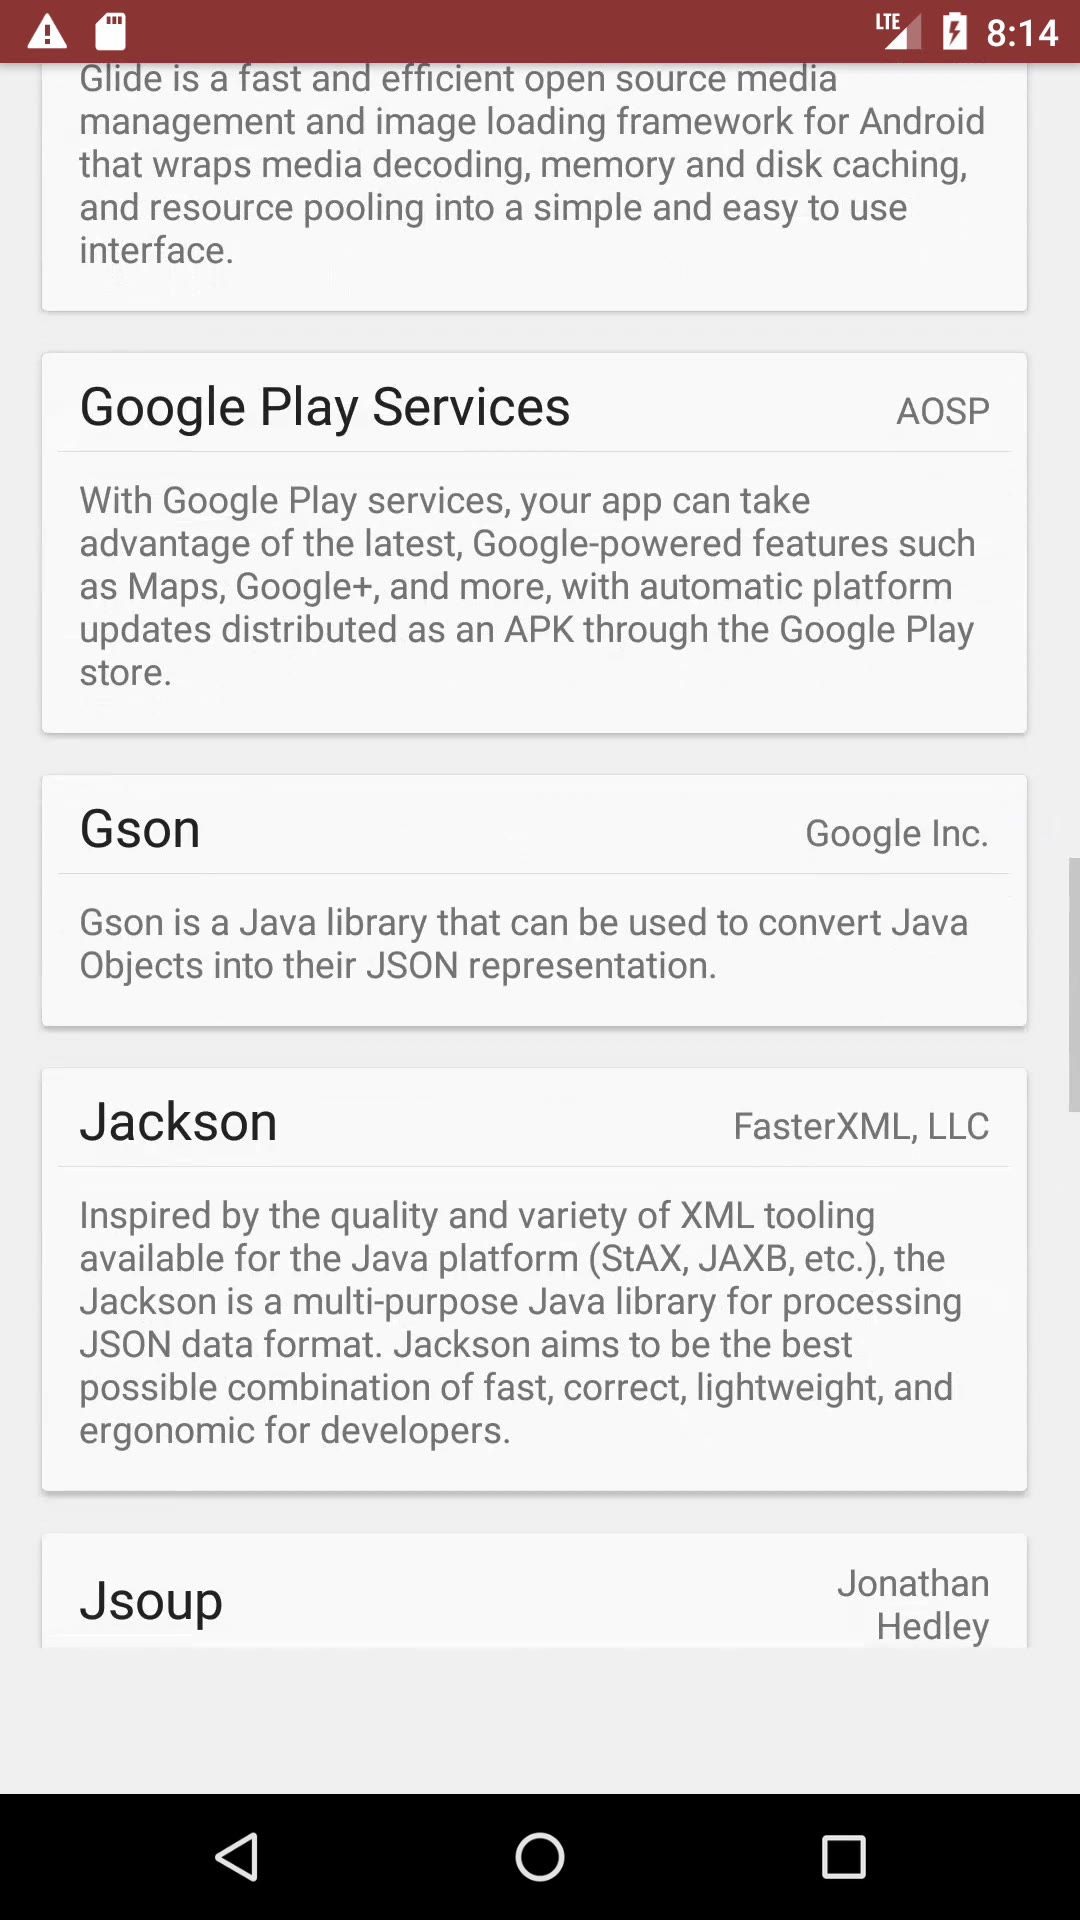 LTE 8:14
Glide is a fast and efficient open source media
management and image loading framework for Android
that wraps media decoding, memory and disk caching,
and resource pooling into a simple and easy to use
interface.
Google Play Services AOSP
With Google Play services, your app can take
advantage of the latest, Google-powered features such
as Maps, Google+, and more, with automatic platform
updates distributed as an APK through the Google Play
store.
Gson Google Inc.
Gson is a Java library that can be used to convert Java
Objects into their JSON representation.
Jackson FasterXML, LLC
Inspired by the quality and variety of XML tooling
available for the Java platform (StAX, JAXB, etc.), the
Jackson is a multi-purpose Java library for processing
JSON data format. Jackson aims to be the best
possible combination of fast, correct, lightweight, and
ergonomic for developers.
Jsoup
Jonathan
Hedley